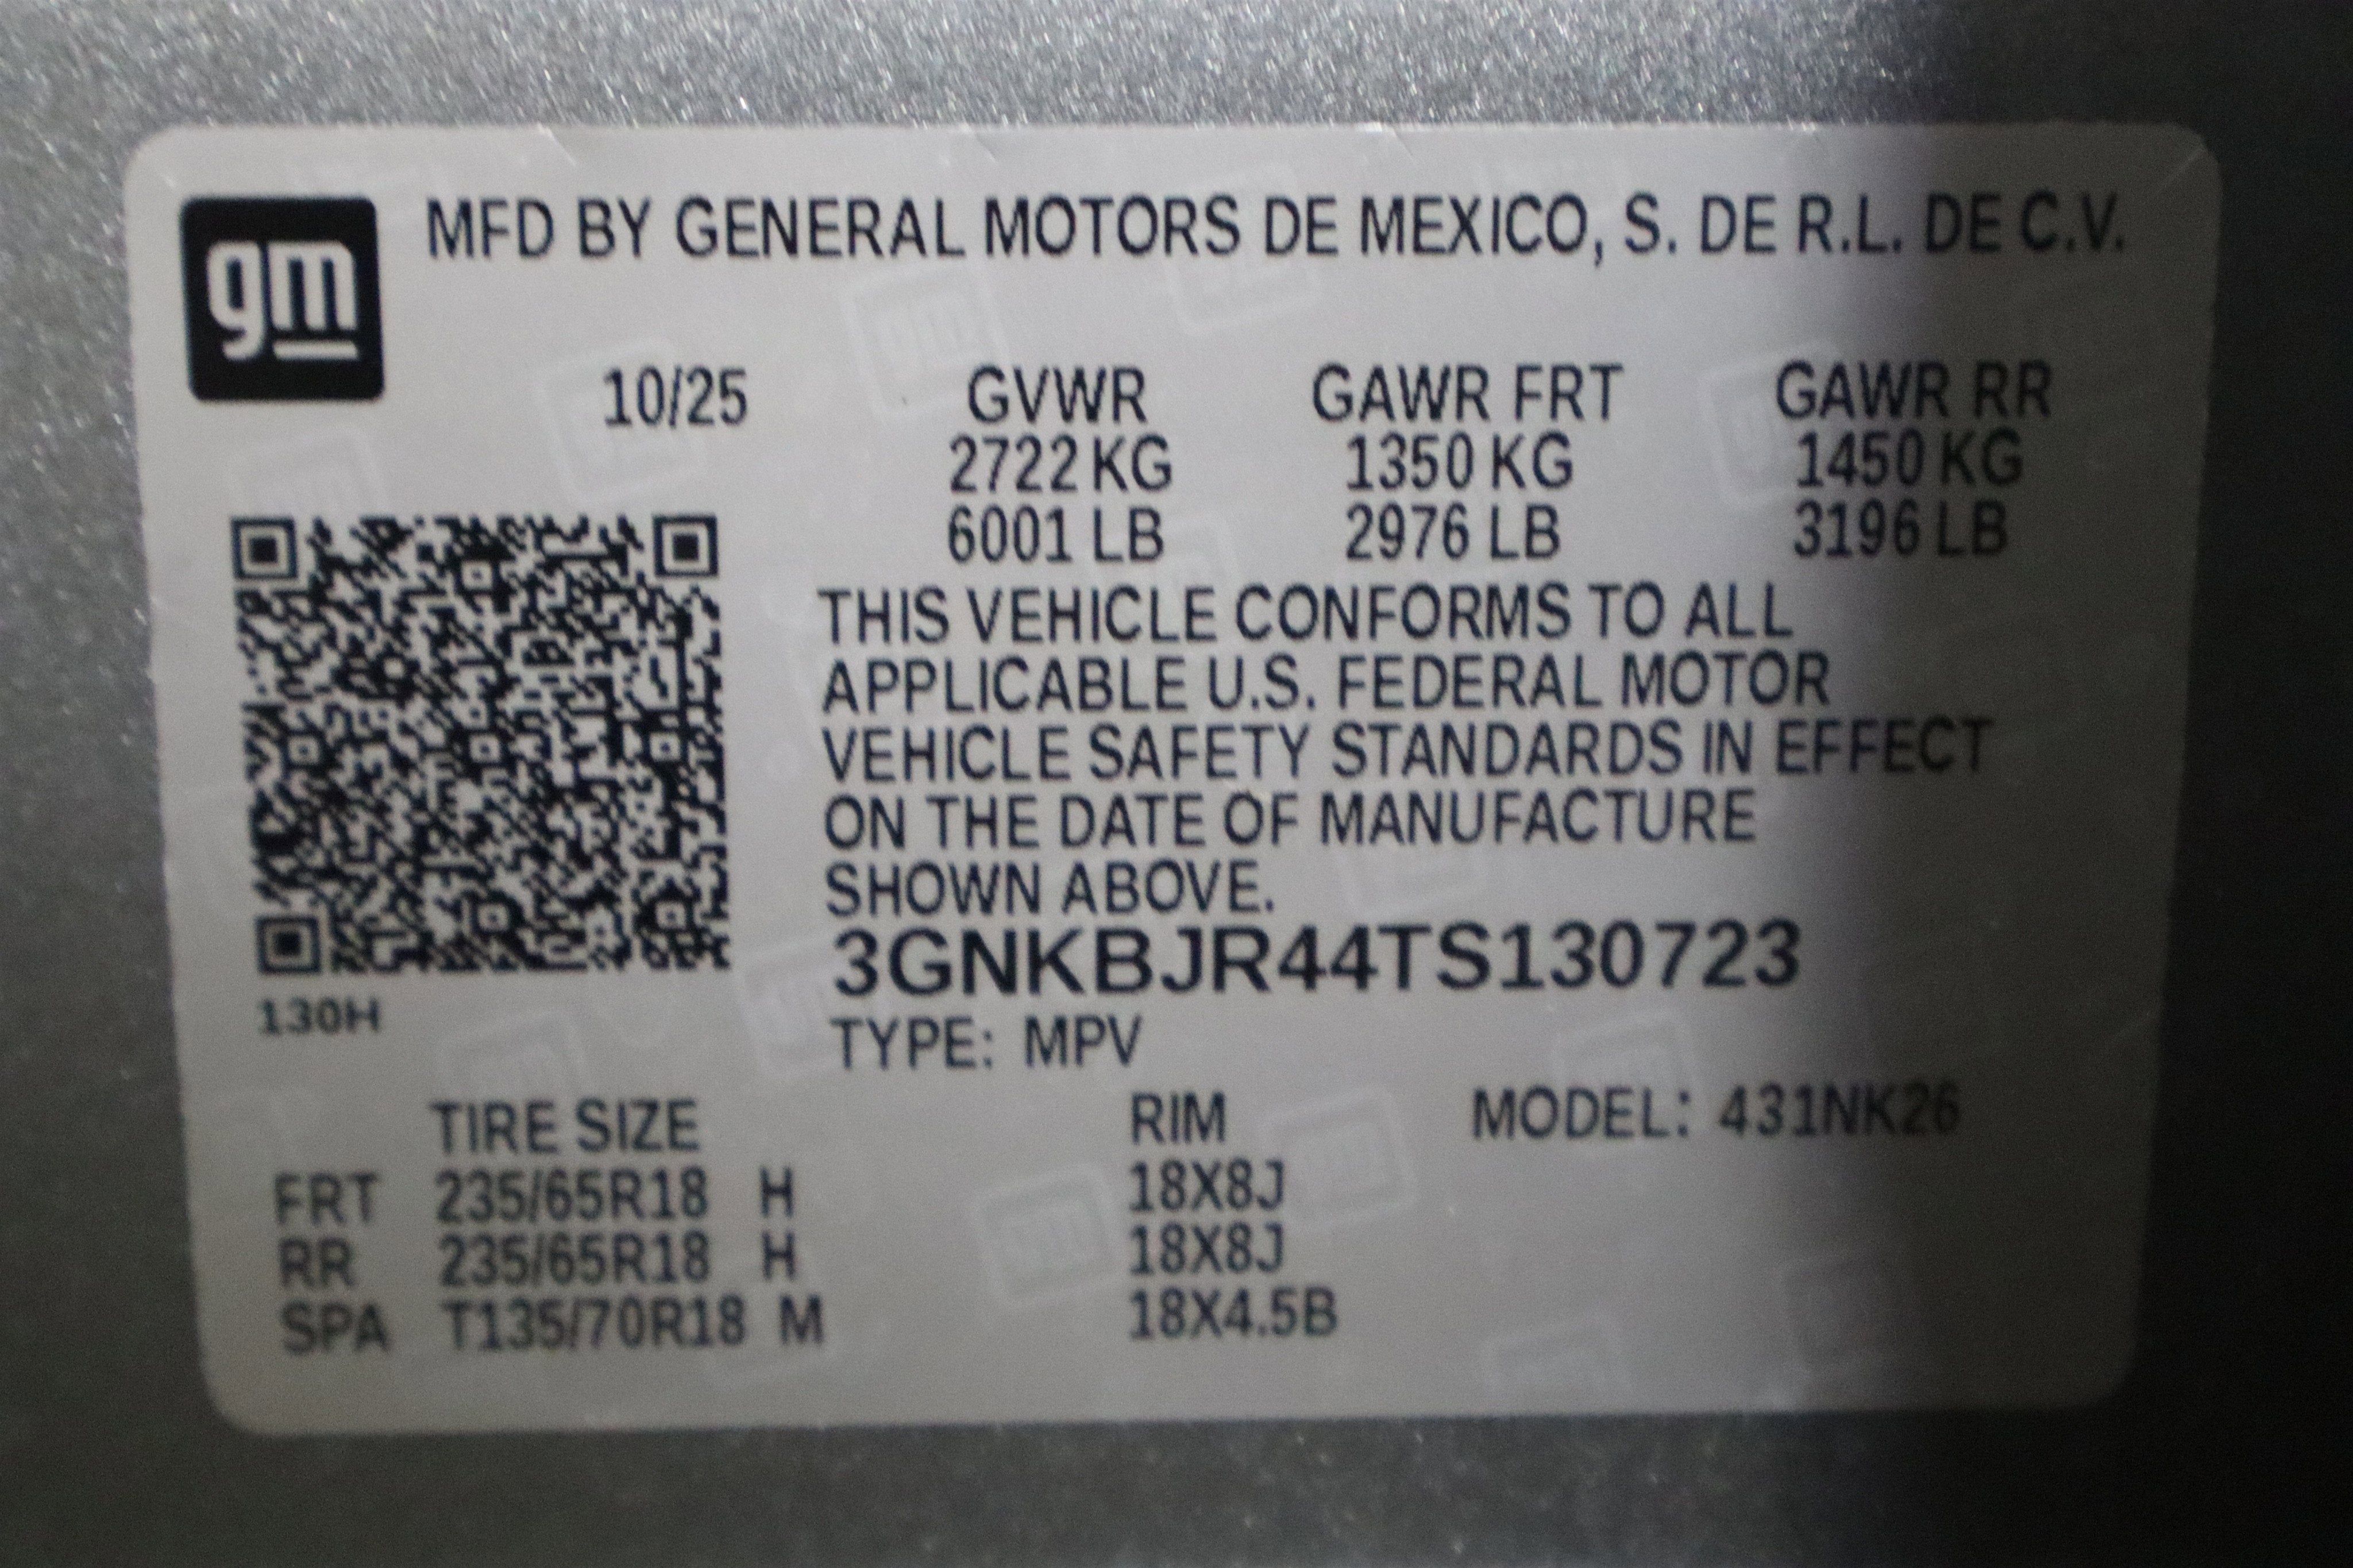 gm
MFD BY GENERAL MOTORS DE MEXICO, S. DE R.L. DE C.V.
10/25 GVWR GAWR FRT GAWR RR
2722 KG 1350 KG 1450 KG
6001 LB 2976 LB 3196 LB
THIS VEHICLE CONFORMS TO ALL
APPLICABLE U.S. FEDERAL MOTOR
VEHICLE SAFETY STANDARDS IN EFFECT
ON THE DATE OF MANUFACTURE
SHOWN ABOVE.
3GNKBJR44TS130723
130H
TYPE: MPV
TIRE SIZE RIM MODEL: 431NK26
FRT 235/65R18 H 18X8J
RR 235/65R18 H 18X8J
SPA T135/70R18 M 18X4.5B